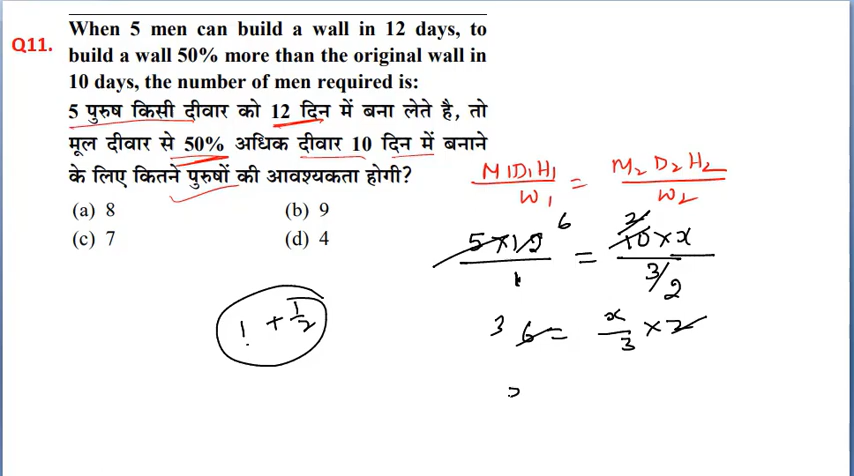 Q11. When 5 men can build a wall in 12 days, to
build a wall 50% more than the original wall in
10 days, the number of men required is:
5 पुरुष किसी दीवार को 12 दिन में बना लेते है, तो
मूल दीवार से 50% अधिक दीवार 10 दिन में बनाने
के लिए कितने पुरुषों की आवश्यकता होगी?
(a) 8 (b) 9
(c) 7 (d) 4
M1D1H1/W1 = M2D2H2/W2
5×12 6/1 = 2 10×x/3/2
1 + 1/2
3 6 = x/3 × 2